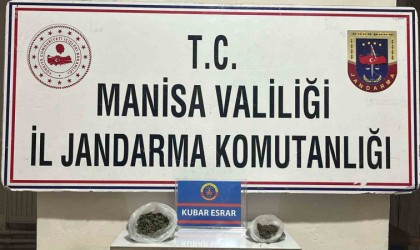 T.C.
MANİSA VALİLİĞİ
İL JANDARMA KOMUTANLIĞI
JANDARMA
KUBAR ESRAR